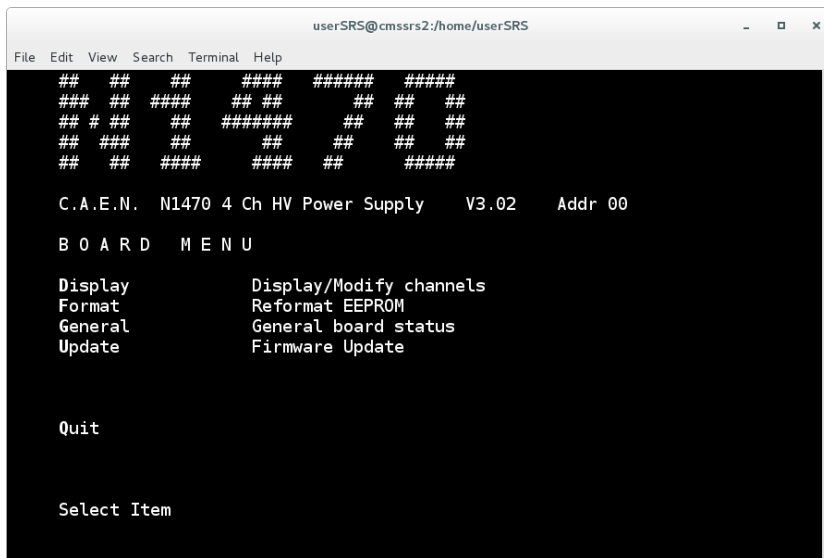 userSRS@cmssrs2:/home/userSRS
File Edit View Search Terminal Help
N1470
C.A.E.N. N1470 4 Ch HV Power Supply V3.02 Addr 00
B O A R D M E N U
Display Display/Modify channels
Format Reformat EEPROM
General General board status
Update Firmware Update
Quit
Select Item